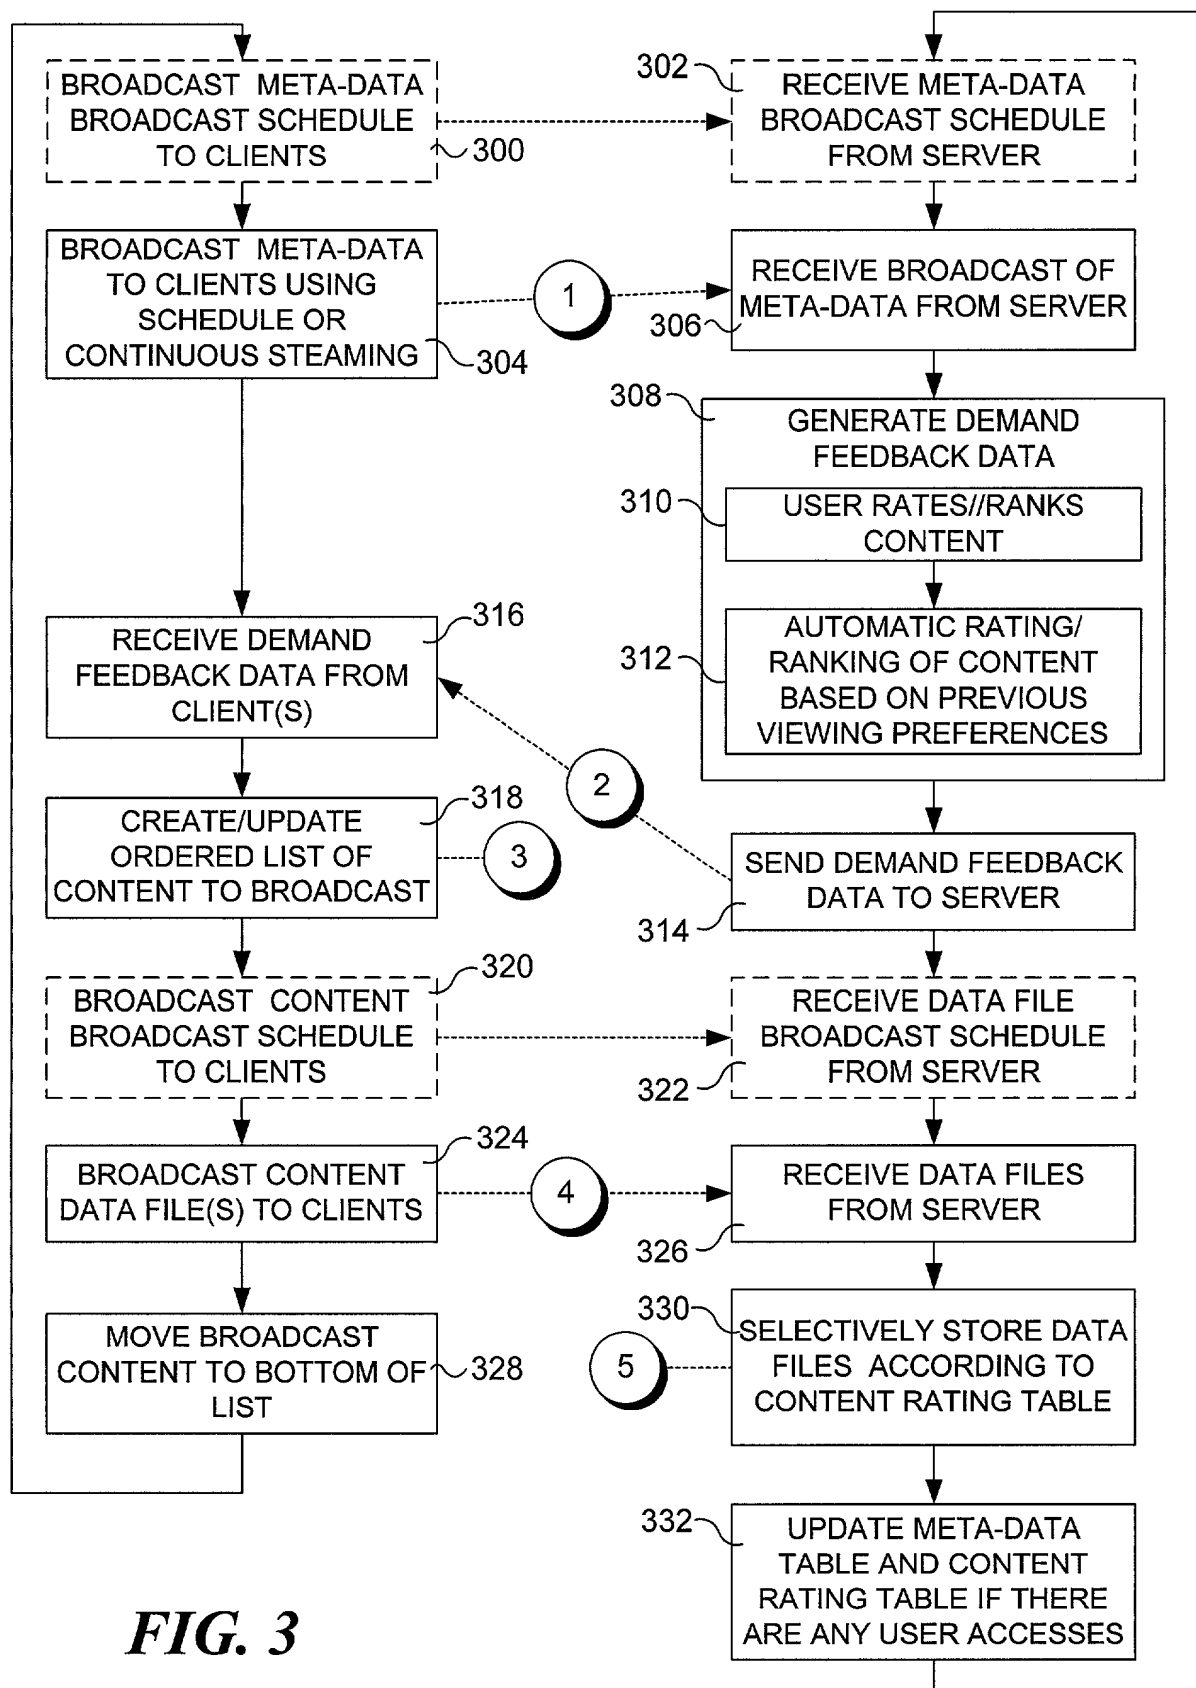 BROADCAST META-DATA
BROADCAST SCHEDULE
TO CLIENTS
300
302
RECEIVE META-DATA
BROADCAST SCHEDULE
FROM SERVER
BROADCAST META-DATA
TO CLIENTS USING
SCHEDULE OR
CONTINUOUS STEAMING
304
1
RECEIVE BROADCAST OF
META-DATA FROM SERVER
306
308
GENERATE DEMAND
FEEDBACK DATA
310
USER RATES//RANKS
CONTENT
312
AUTOMATIC RATING/
RANKING OF CONTENT
BASED ON PREVIOUS
VIEWING PREFERENCES
316
RECEIVE DEMAND
FEEDBACK DATA FROM
CLIENT(S)
2
318
CREATE/UPDATE
ORDERED LIST OF
CONTENT TO BROADCAST
3
SEND DEMAND FEEDBACK
DATA TO SERVER
314
320
BROADCAST CONTENT
BROADCAST SCHEDULE
TO CLIENTS
RECEIVE DATA FILE
BROADCAST SCHEDULE
FROM SERVER
322
324
BROADCAST CONTENT
DATA FILE(S) TO CLIENTS
4
RECEIVE DATA FILES
FROM SERVER
326
MOVE BROADCAST
CONTENT TO BOTTOM OF
LIST
328
330
SELECTIVELY STORE DATA
FILES ACCORDING TO
CONTENT RATING TABLE
5
332
UPDATE META-DATA
TABLE AND CONTENT
RATING TABLE IF THERE
ARE ANY USER ACCESSES
FIG. 3